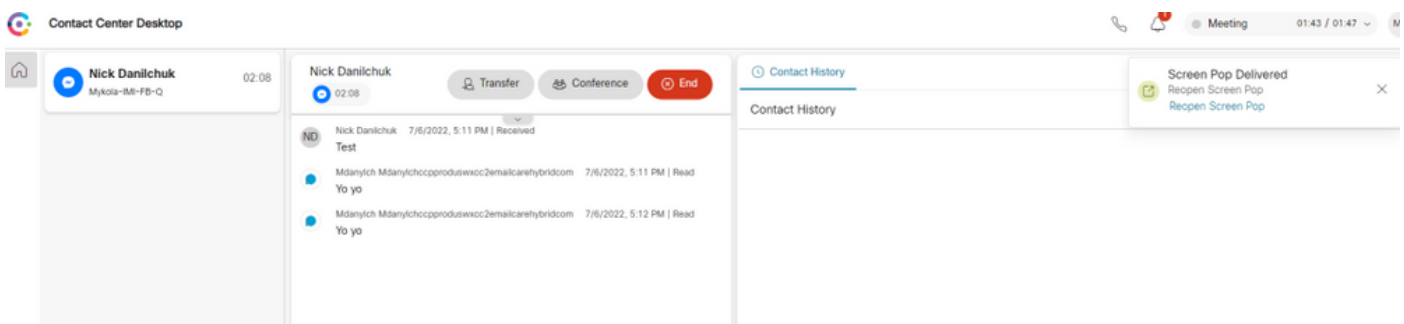 Contact Center Desktop
Meeting 01:43 / 01:47
M
Nick Danilchuk 02:08
Mykola-IMI-FB-Q
Nick Danilchuk
02:08
Transfer
Conference
End
Nick Danilchuk 7/6/2022, 5:11 PM | Received
ND
Test
Mdanylch Mdanylchccpproduswxcc2emailcarehybridcom 7/6/2022, 5:11 PM | Read
Yo yo
Mdanylch Mdanylchccpproduswxcc2emailcarehybridcom 7/6/2022, 5:12 PM | Read
Yo yo
Contact History
Contact History
Screen Pop Delivered
Reopen Screen Pop
Reopen Screen Pop